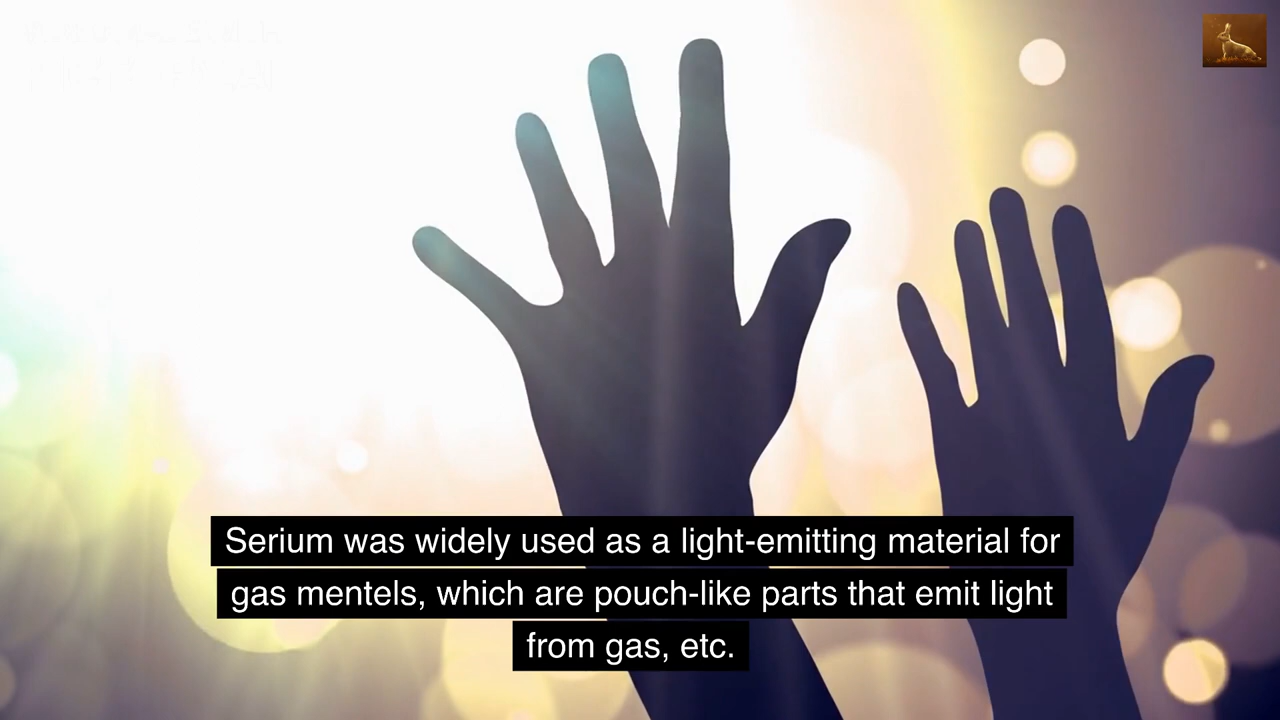 Serium was widely used as a light-emitting material for
gas mentels, which are pouch-like parts that emit light
from gas, etc.